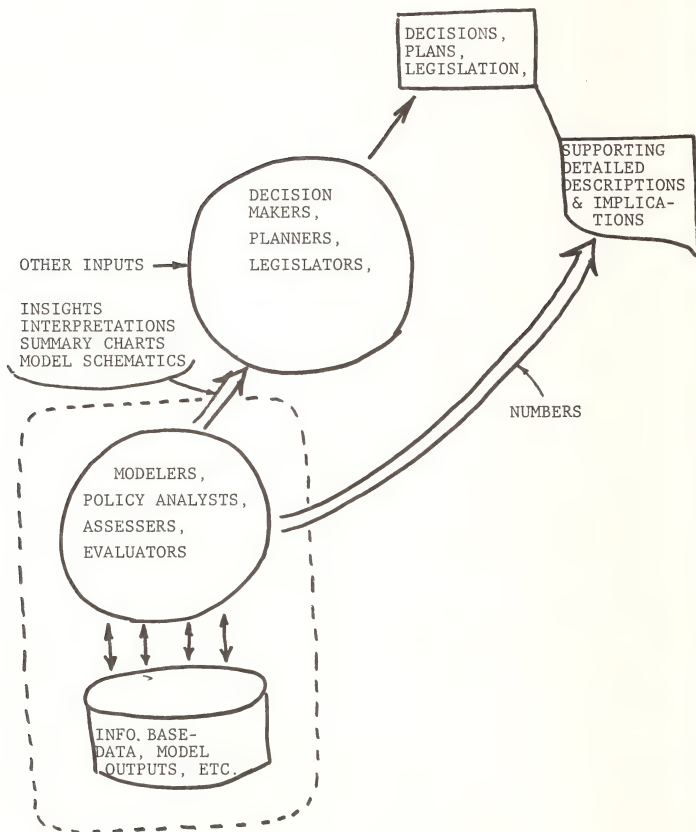 DECISIONS,
PLANS,
LEGISLATION,
SUPPORTING
DETAILED
DESCRIPTIONS
& IMPLICA-
TIONS
DECISION
MAKERS,
PLANNERS,
LEGISLATORS,
OTHER INPUTS
INSIGHTS
INTERPRETATIONS
SUMMARY CHARTS
MODEL SCHEMATICS
NUMBERS
MODELERS,
POLICY ANALYSTS,
ASSESSERS,
EVALUATORS
INFO. BASE-
DATA, MODEL
OUTPUTS, ETC.